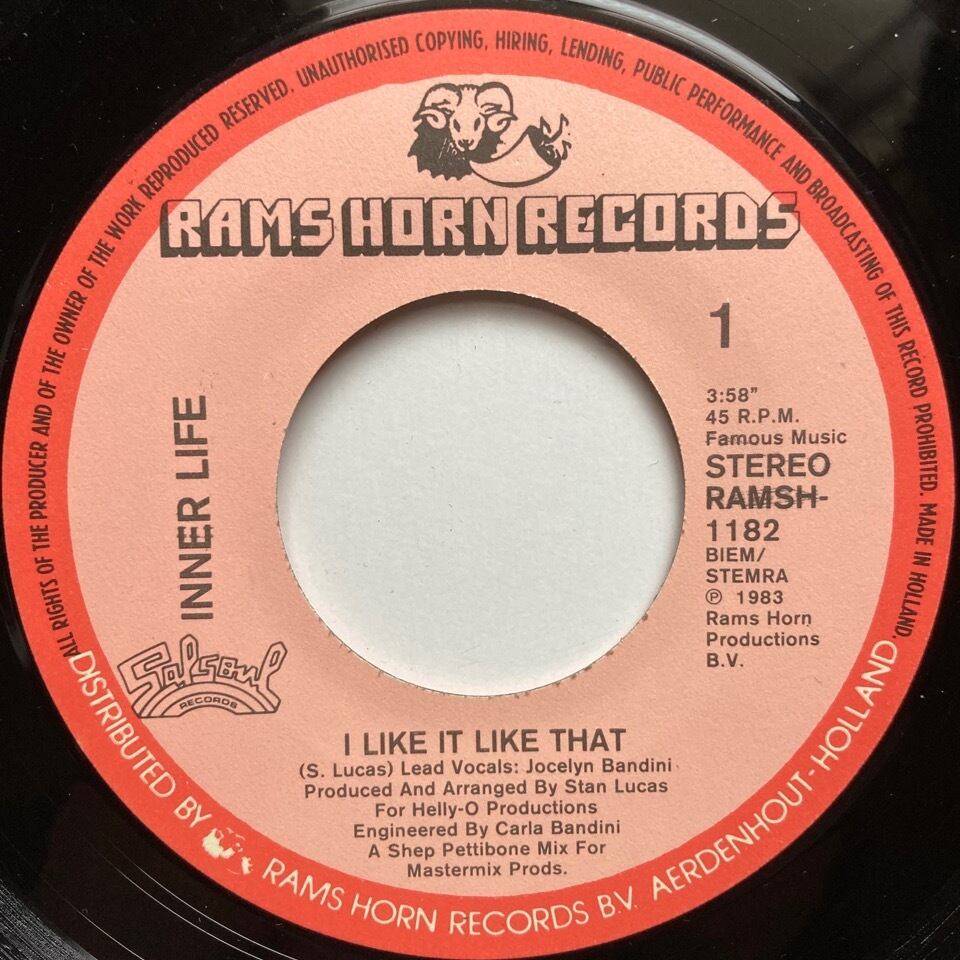 ALL RIGHTS OF THE PRODUCER AND OF THE OWNER OF THE WORK REPRODUCED RESERVED. UNAUTHORISED COPYING, HIRING, LENDING, PUBLIC PERFORMANCE AND BROADCASTING OF THIS RECORD PROHIBITED. MADE IN HOLLAND.
RAMS HORN RECORDS
1
3:58"
45 R.P.M.
Famous Music
STEREO
RAMSH-
1182
BIEM/
STEMRA
℗ 1983
Rams Horn
Productions
B.V.
INNER LIFE
Salsoul
RECORDS
I LIKE IT LIKE THAT
(S. Lucas) Lead Vocals: Jocelyn Bandini
Produced And Arranged By Stan Lucas
For Helly-O Productions
Engineered By Carla Bandini
A Shep Pettibone Mix For
Mastermix Prods.
DISTRIBUTED BY RAMS HORN RECORDS B.V. AERDENHOUT-HOLLAND